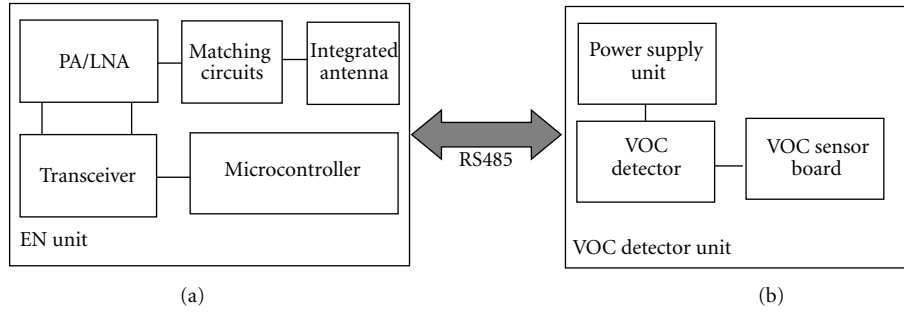 PA/LNA
Matching
circuits
Integrated
antenna
Transceiver
Microcontroller
EN unit
RS485
Power supply
unit
VOC
detector
VOC sensor
board
VOC detector unit
(a)
(b)